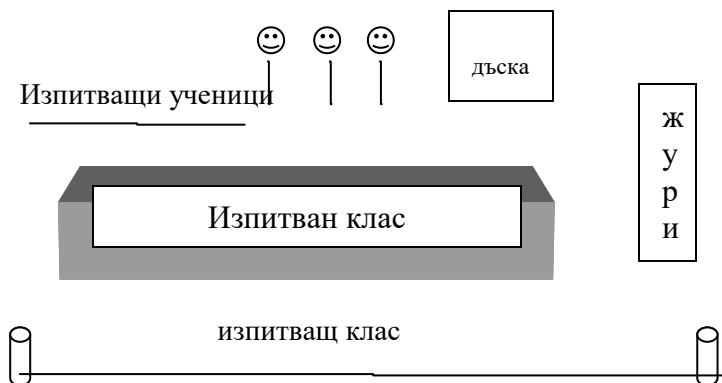 дъска
Изпитващи ученици
ж
у
р
и
Изпитван клас
изпитващ клас